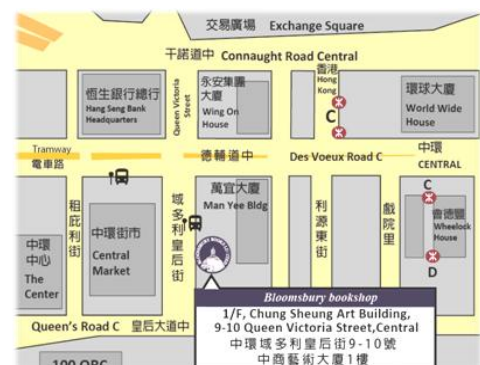 交易廣場 Exchange Square
干諾道中 Connaught Road Central
恆生銀行總行
Hang Seng Bank
Headquarters
Queen Victoria
Street
永安集團
大廈
Wing On
House
香港
Hong
Kong
C
環球大廈
World Wide
House
Tramway
電車路
德輔道中
Des Voeux Road C
中環
CENTRAL
中環
中心
The
Center
租庇利街
中環街市
Central
Market
域多利皇后街
萬宜大廈
Man Yee Bldg
利源東街
戲院里
C
會德豐
Wheelock
House
D
Queen's Road C 皇后大道中
Bloomsbury bookshop
1/F, Chung Sheung Art Building,
9-10 Queen Victoria Street,Central
中環域多利皇后街9-10號
中商藝術大廈1樓
100 QRC